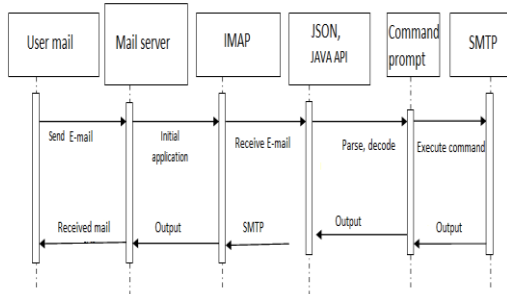 User mail
Mail server
IMAP
JSON,
JAVA API
Command
prompt
SMTP
Send E-mail
Initial
application
Receive E-mail
Parse, decode
Execute command
Received mail
Output
SMTP
Output
Output